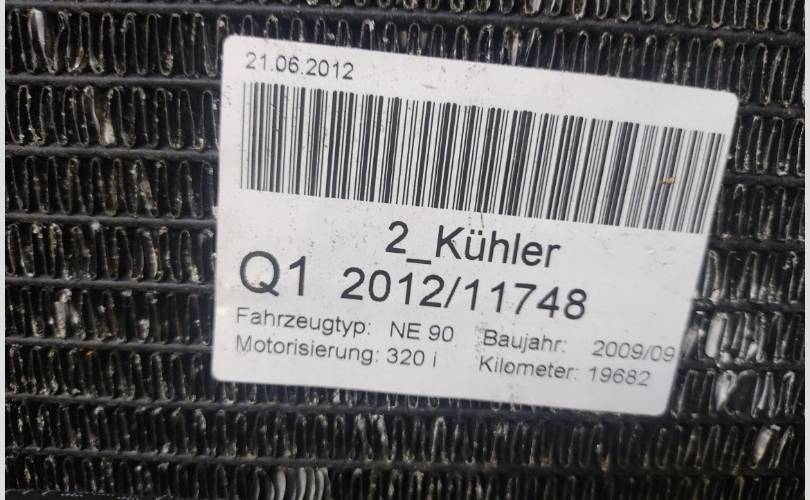 21.06.2012
2_Kühler
Q1 2012/11748
Fahrzeugtyp: NE 90 Baujahr: 2009/09
Motorisierung: 320 i Kilometer: 19682